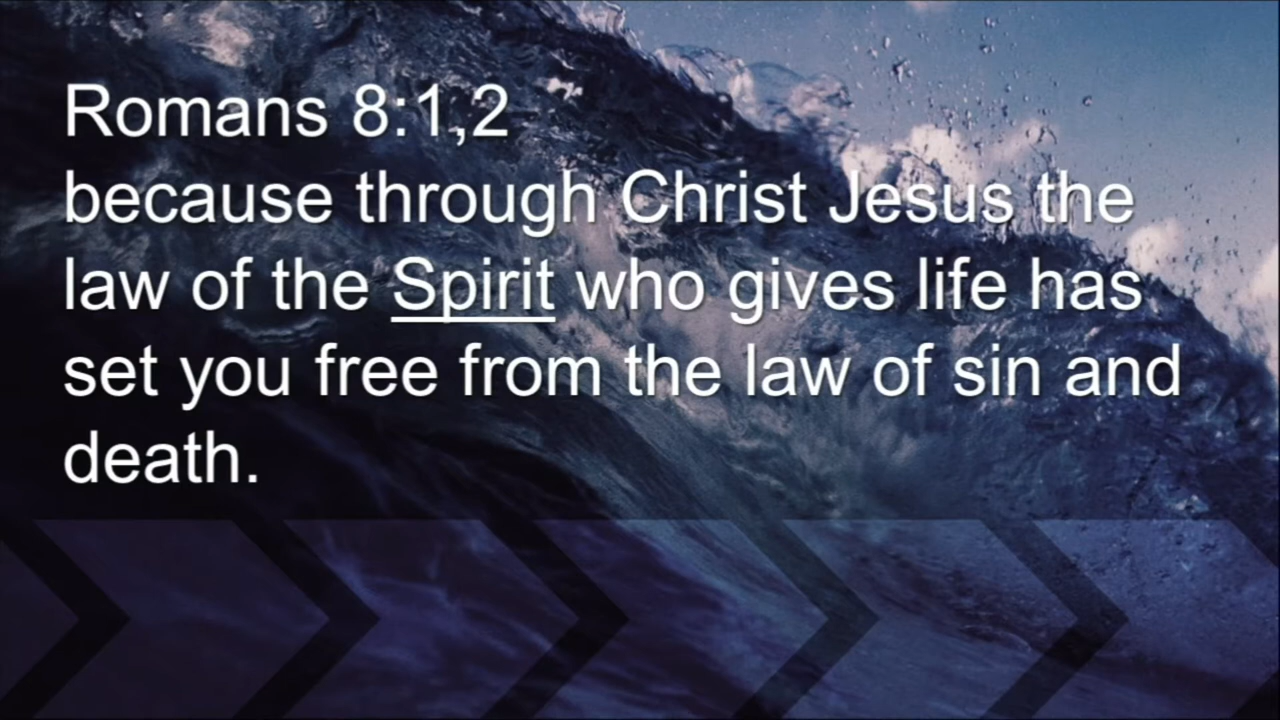 Romans 8:1,2
because through Christ Jesus the
law of the Spirit who gives life has
set you free from the law of sin and
death.